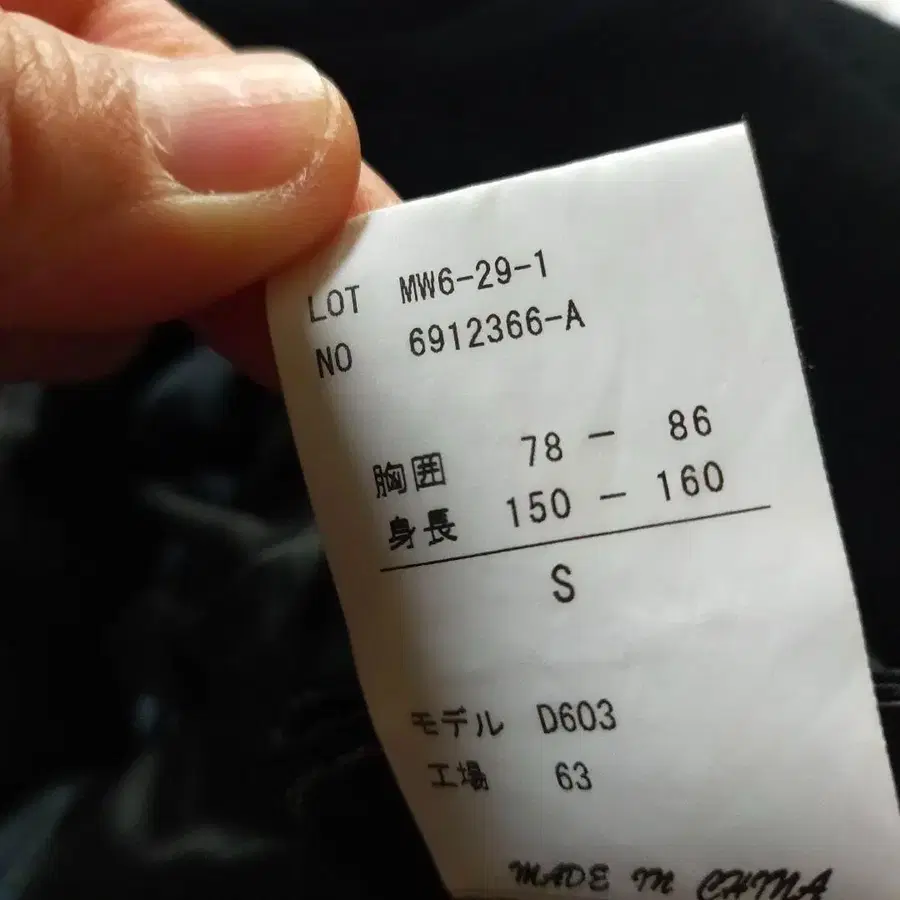 LOT MW6-29-1
NO 6912366-A
胸囲 78 - 86
身長 150 - 160
S
モデル D603
工場 63
MADE IN CHINA